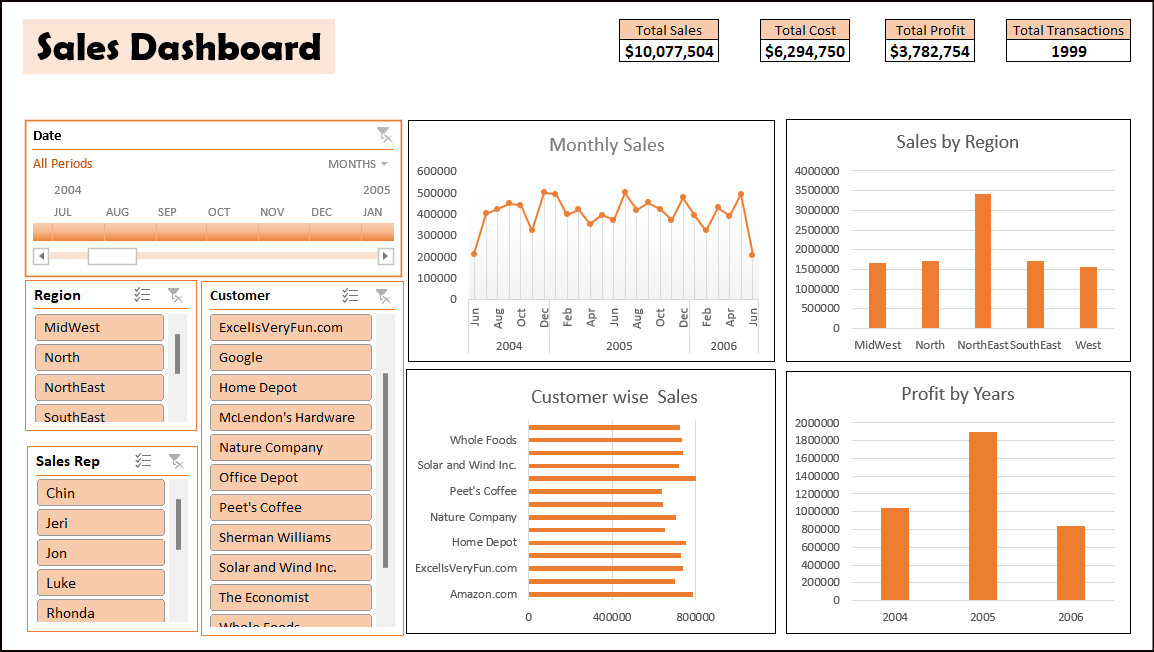 Sales Dashboard
Total Sales
$10,077,504
Total Cost
$6,294,750
Total Profit
$3,782,754
Total Transactions
1999
Date
All Periods
MONTHS
2004 2005
JUL AUG SEP OCT NOV DEC JAN
Region
MidWest
North
NorthEast
SouthEast
Sales Rep
Chin
Jeri
Jon
Luke
Rhonda
Customer
ExcelIsVeryFun.com
Google
Home Depot
McLendon's Hardware
Nature Company
Office Depot
Peet's Coffee
Sherman Williams
Solar and Wind Inc.
The Economist
Whole Foods
Monthly Sales
600000
500000
400000
300000
200000
100000
0
Jun Aug Oct Dec Feb Apr Jun Aug Oct Dec Feb Apr Jun
2004 2005 2006
Sales by Region
4000000
3500000
3000000
2500000
2000000
1500000
1000000
500000
0
MidWest North NorthEast SouthEast West
Customer wise Sales
Whole Foods
Solar and Wind Inc.
Peet's Coffee
Nature Company
Home Depot
ExcelIsVeryFun.com
Amazon.com
0 400000 800000
Profit by Years
2000000
1800000
1600000
1400000
1200000
1000000
800000
600000
400000
200000
0
2004 2005 2006